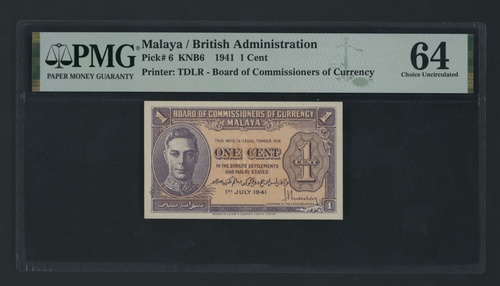 PMG
PAPER MONEY GUARANTY
Malaya / British Administration
Pick# 6 KNB6 1941 1 Cent
Printer: TDLR - Board of Commissioners of Currency
64
Choice Uncirculated
1
BOARD OF COMMISSIONERS OF CURRENCY
MALAYA
THIS NOTE IS LEGAL TENDER FOR
ONE CENT
IN THE STRAITS SETTLEMENTS
AND MALAY STATES
1ST JULY 1941
1
CENT
1